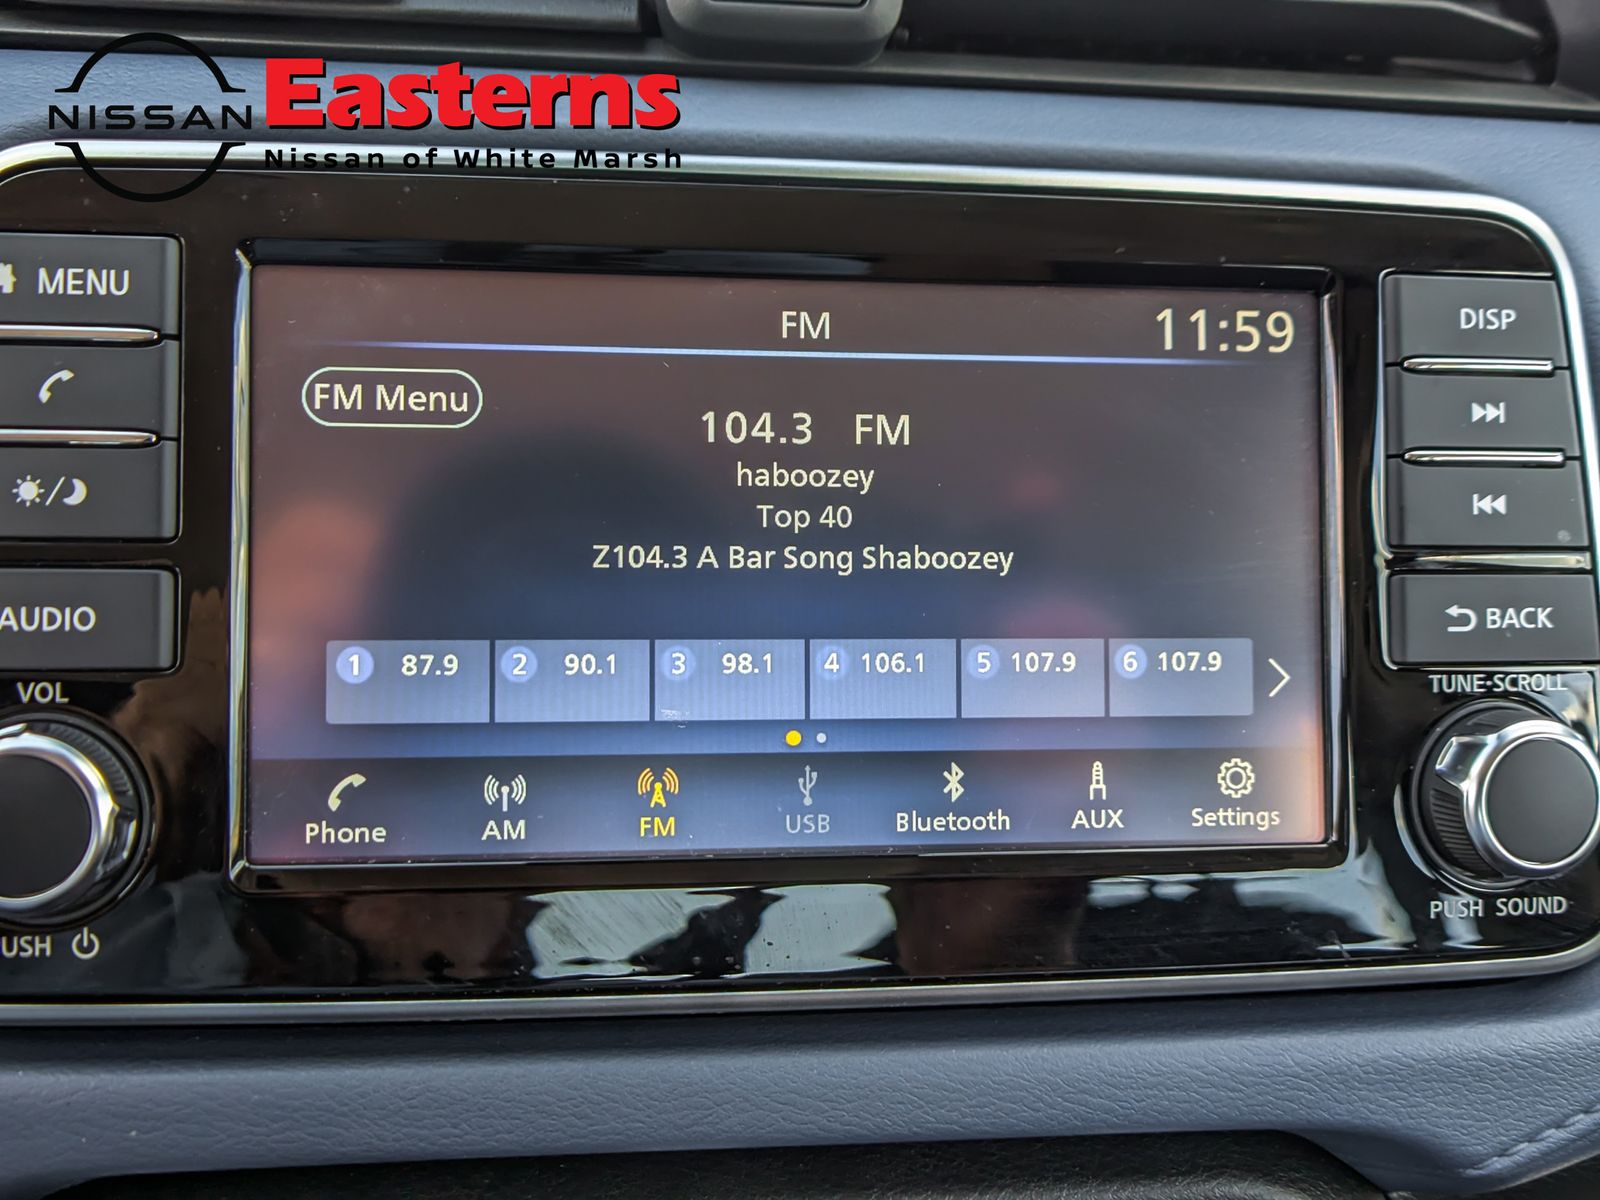 NISSAN
Easterns
Nissan of White Marsh
MENU
AUDIO
VOL
USH
FM
11:59
FM Menu
104.3 FM
haboozey
Top 40
Z104.3 A Bar Song Shaboozey
1 87.9
2 90.1
3 98.1
4 106.1
5 107.9
6 107.9
Phone
AM
FM
USB
Bluetooth
AUX
Settings
DISP
BACK
TUNE·SCROLL
PUSH SOUND